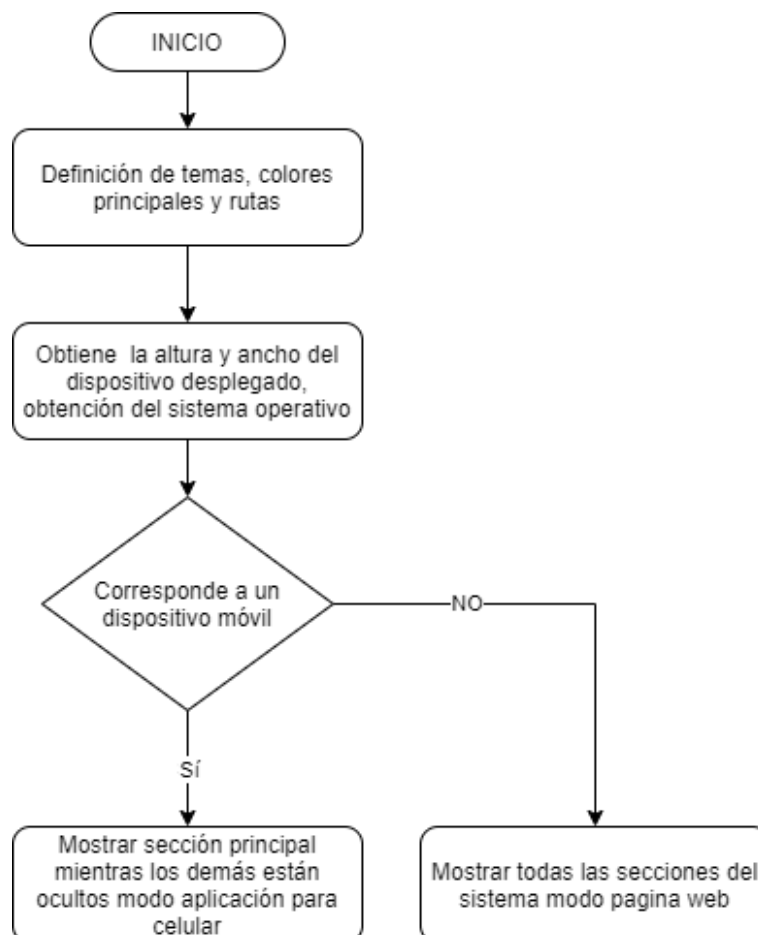 INICIO
Definición de temas, colores
principales y rutas
Obtiene la altura y ancho del
dispositivo desplegado,
obtención del sistema operativo
Corresponde a un
dispositivo móvil
NO
Sí
Mostrar sección principal
mientras los demás están
ocultos modo aplicación para
celular
Mostrar todas las secciones del
sistema modo pagina web